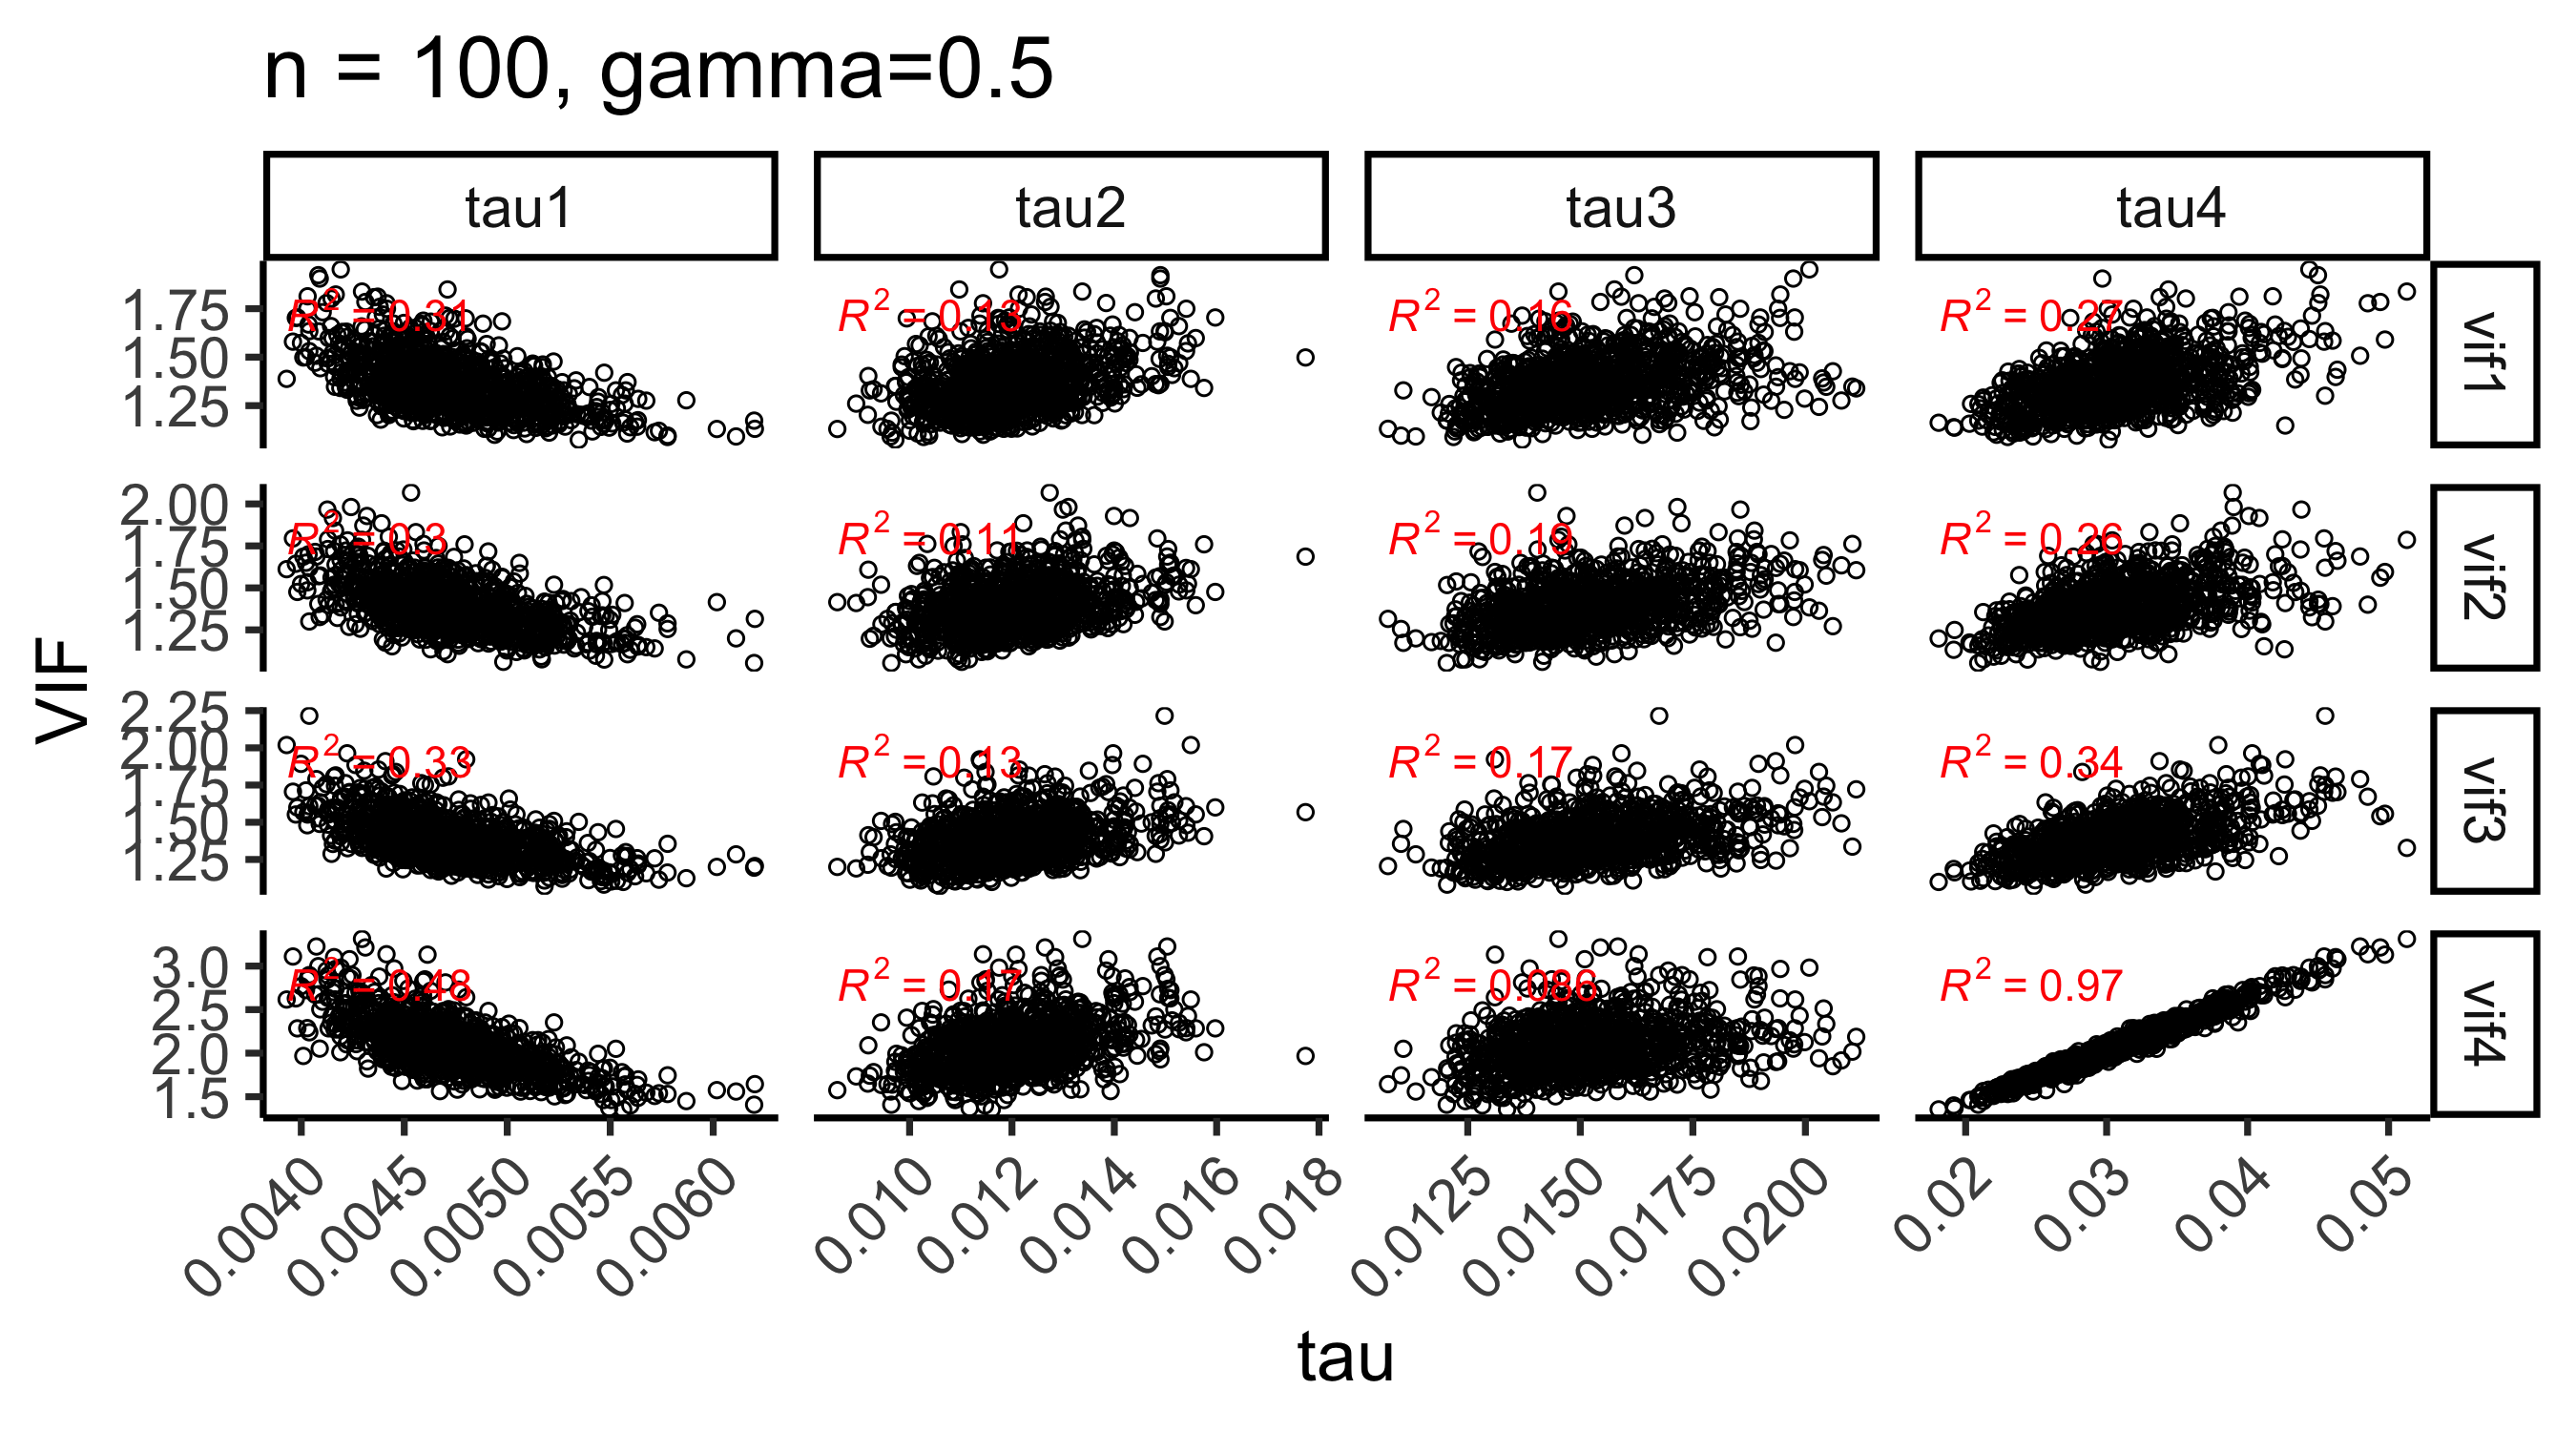 n = 100, gamma=0.5
tau1 tau2 tau3 tau4
1.75
1.50
1.25
R² = 0.31 R² = 0.13 R² = 0.16 R² = 0.27
vif1
2.00
1.75
1.50
1.25
R² = 0.3 R² = 0.11 R² = 0.19 R² = 0.26
vif2
VIF
2.25
2.00
1.75
1.50
1.25
R² = 0.33 R² = 0.13 R² = 0.17 R² = 0.34
vif3
3.0
2.5
2.0
1.5
R² = 0.48 R² = 0.17 R² = 0.086 R² = 0.97
vif4
0.0040 0.0045 0.0050 0.0055 0.0060 0.010 0.012 0.014 0.016 0.018 0.0125 0.0150 0.0175 0.0200 0.02 0.03 0.04 0.05
tau